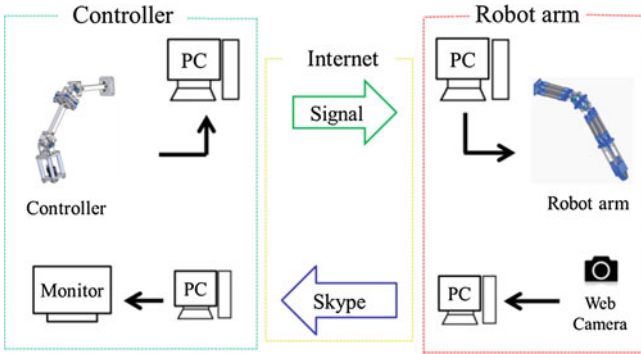 Controller
Robot arm
Internet
PC
PC
Signal
Controller
Robot arm
Monitor
PC
Skype
PC
Web
Camera